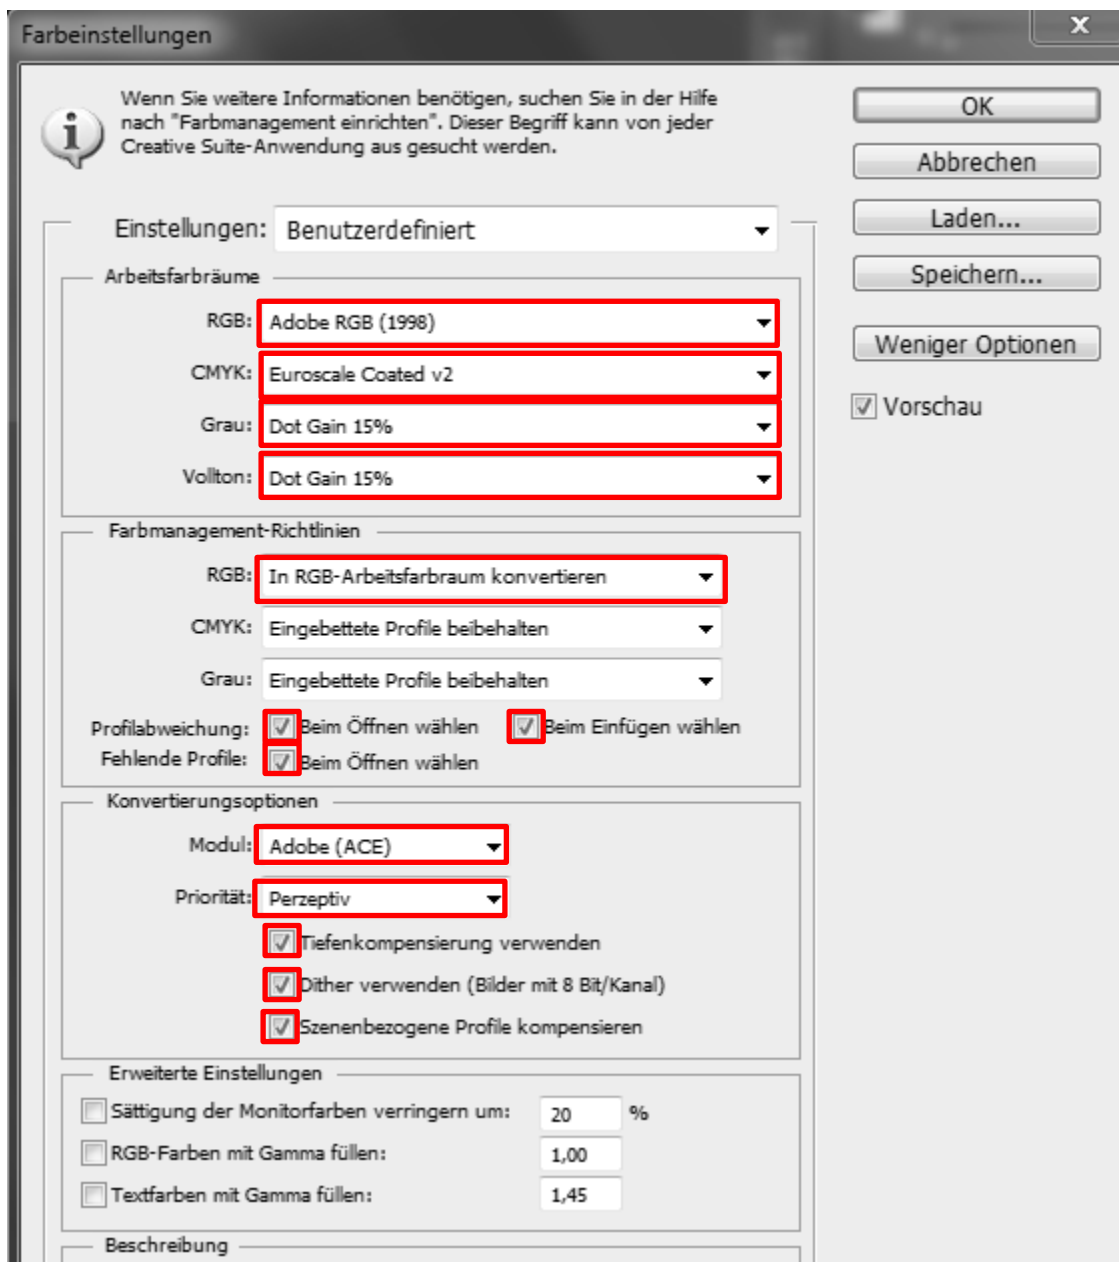 Farbeinstellungen
x
Wenn Sie weitere Informationen benötigen, suchen Sie in der Hilfe
nach "Farbmanagement einrichten". Dieser Begriff kann von jeder
Creative Suite-Anwendung aus gesucht werden.
OK
Abbrechen
Laden...
Speichern...
Weniger Optionen
Vorschau
Einstellungen: Benutzerdefiniert
Arbeitsfarbräume
RGB: Adobe RGB (1998)
CMYK: Euroscale Coated v2
Grau: Dot Gain 15%
Vollton: Dot Gain 15%
Farbmanagement-Richtlinien
RGB: In RGB-Arbeitsfarbraum konvertieren
CMYK: Eingebettete Profile beibehalten
Grau: Eingebettete Profile beibehalten
Profilabweichung: Beim Öffnen wählen Beim Einfügen wählen
Fehlende Profile: Beim Öffnen wählen
Konvertierungsoptionen
Modul: Adobe (ACE)
Priorität: Perzeptiv
Tiefenkompensierung verwenden
Dither verwenden (Bilder mit 8 Bit/Kanal)
Szenenbezogene Profile kompensieren
Erweiterte Einstellungen
Sättigung der Monitorfarben verringern um: 20 %
RGB-Farben mit Gamma füllen: 1,00
Textfarben mit Gamma füllen: 1,45
Beschreibung